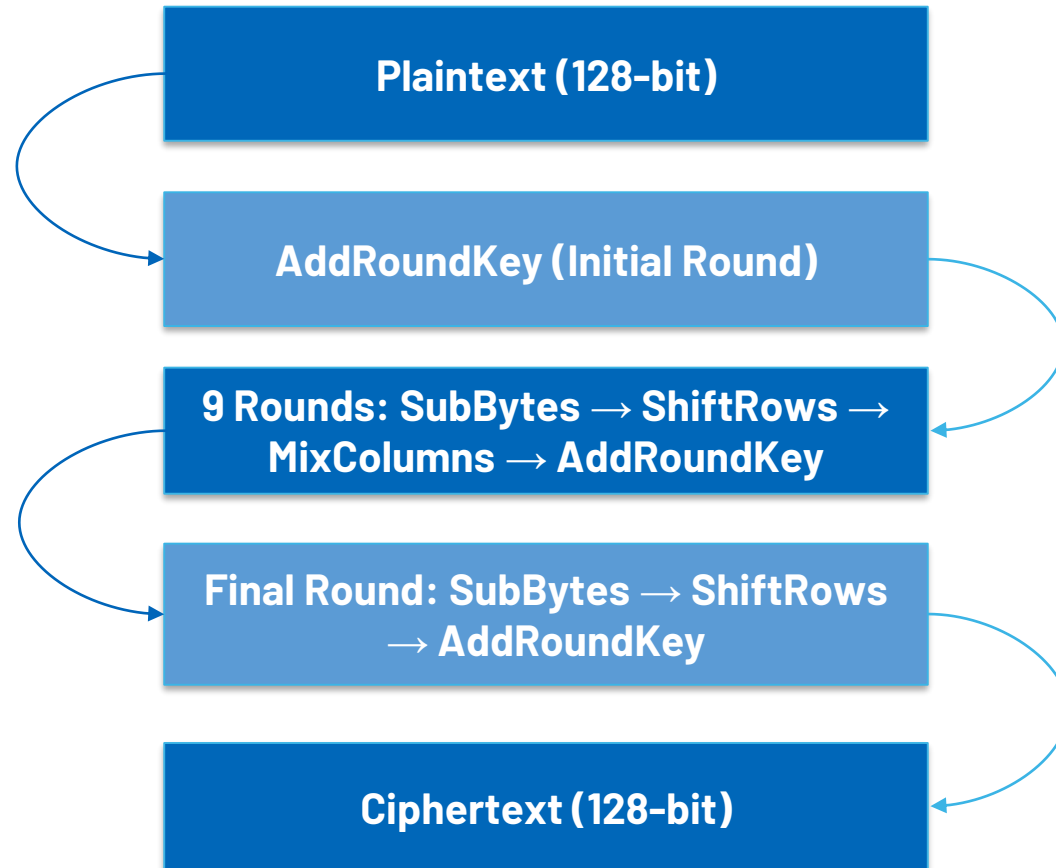 Plaintext (128-bit)
AddRoundKey (Initial Round)
9 Rounds: SubBytes → ShiftRows →
MixColumns → AddRoundKey
Final Round: SubBytes → ShiftRows
→ AddRoundKey
Ciphertext (128-bit)